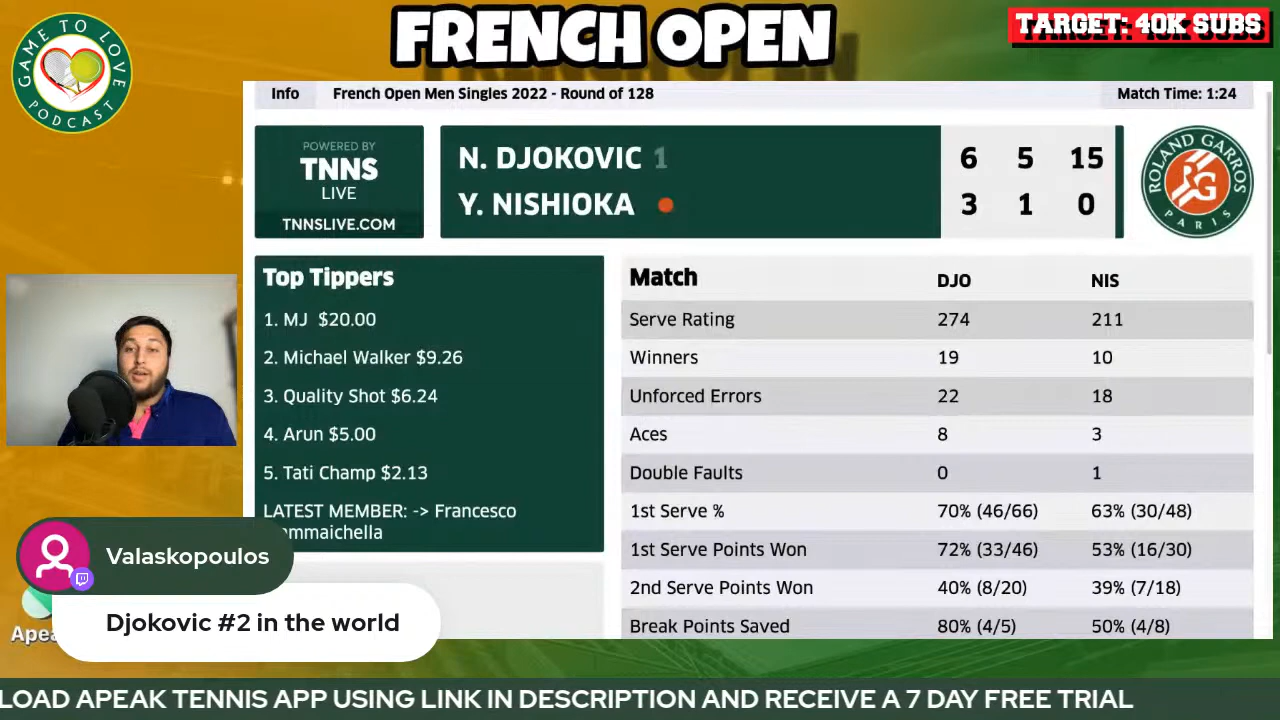 GAME TO LOVE
PODCAST
FRENCH OPEN
TARGET: 40K SUBS
Info French Open Men Singles 2022 - Round of 128 Match Time: 1:24
POWERED BY
TNNS
LIVE
TNNSLIVE.COM
N. DJOKOVIC 1 6 5 15
Y. NISHIOKA 3 1 0
ROLAND GARROS
RG
PARIS
Top Tippers
1. MJ $20.00
2. Michael Walker $9.26
3. Quality Shot $6.24
4. Arun $5.00
5. Tati Champ $2.13
LATEST MEMBER: -> Francesco
ammaichella
Match DJO NIS
Serve Rating 274 211
Winners 19 10
Unforced Errors 22 18
Aces 8 3
Double Faults 0 1
1st Serve % 70% (46/66) 63% (30/48)
1st Serve Points Won 72% (33/46) 53% (16/30)
2nd Serve Points Won 40% (8/20) 39% (7/18)
Break Points Saved 80% (4/5) 50% (4/8)
Valaskopoulos
Djokovic #2 in the world
Apea
LOAD APEAK TENNIS APP USING LINK IN DESCRIPTION AND RECEIVE A 7 DAY FREE TRIAL